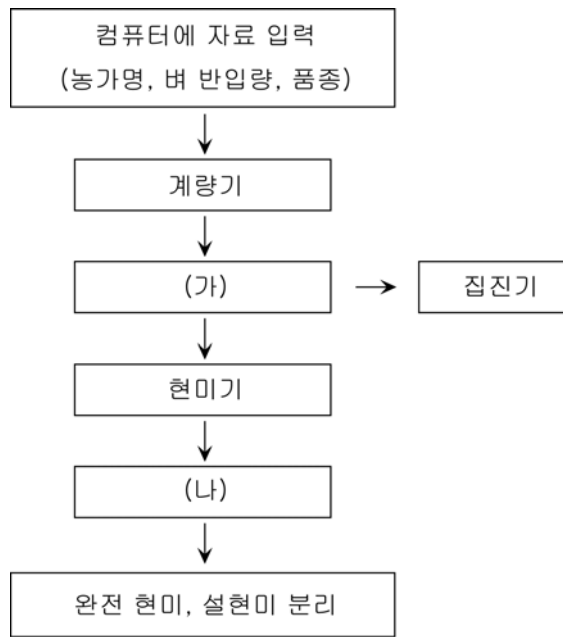 컴퓨터에 자료 입력
(농가명, 벼 반입량, 품종)
계량기
(가)
집진기
현미기
(나)
완전 현미, 설현미 분리